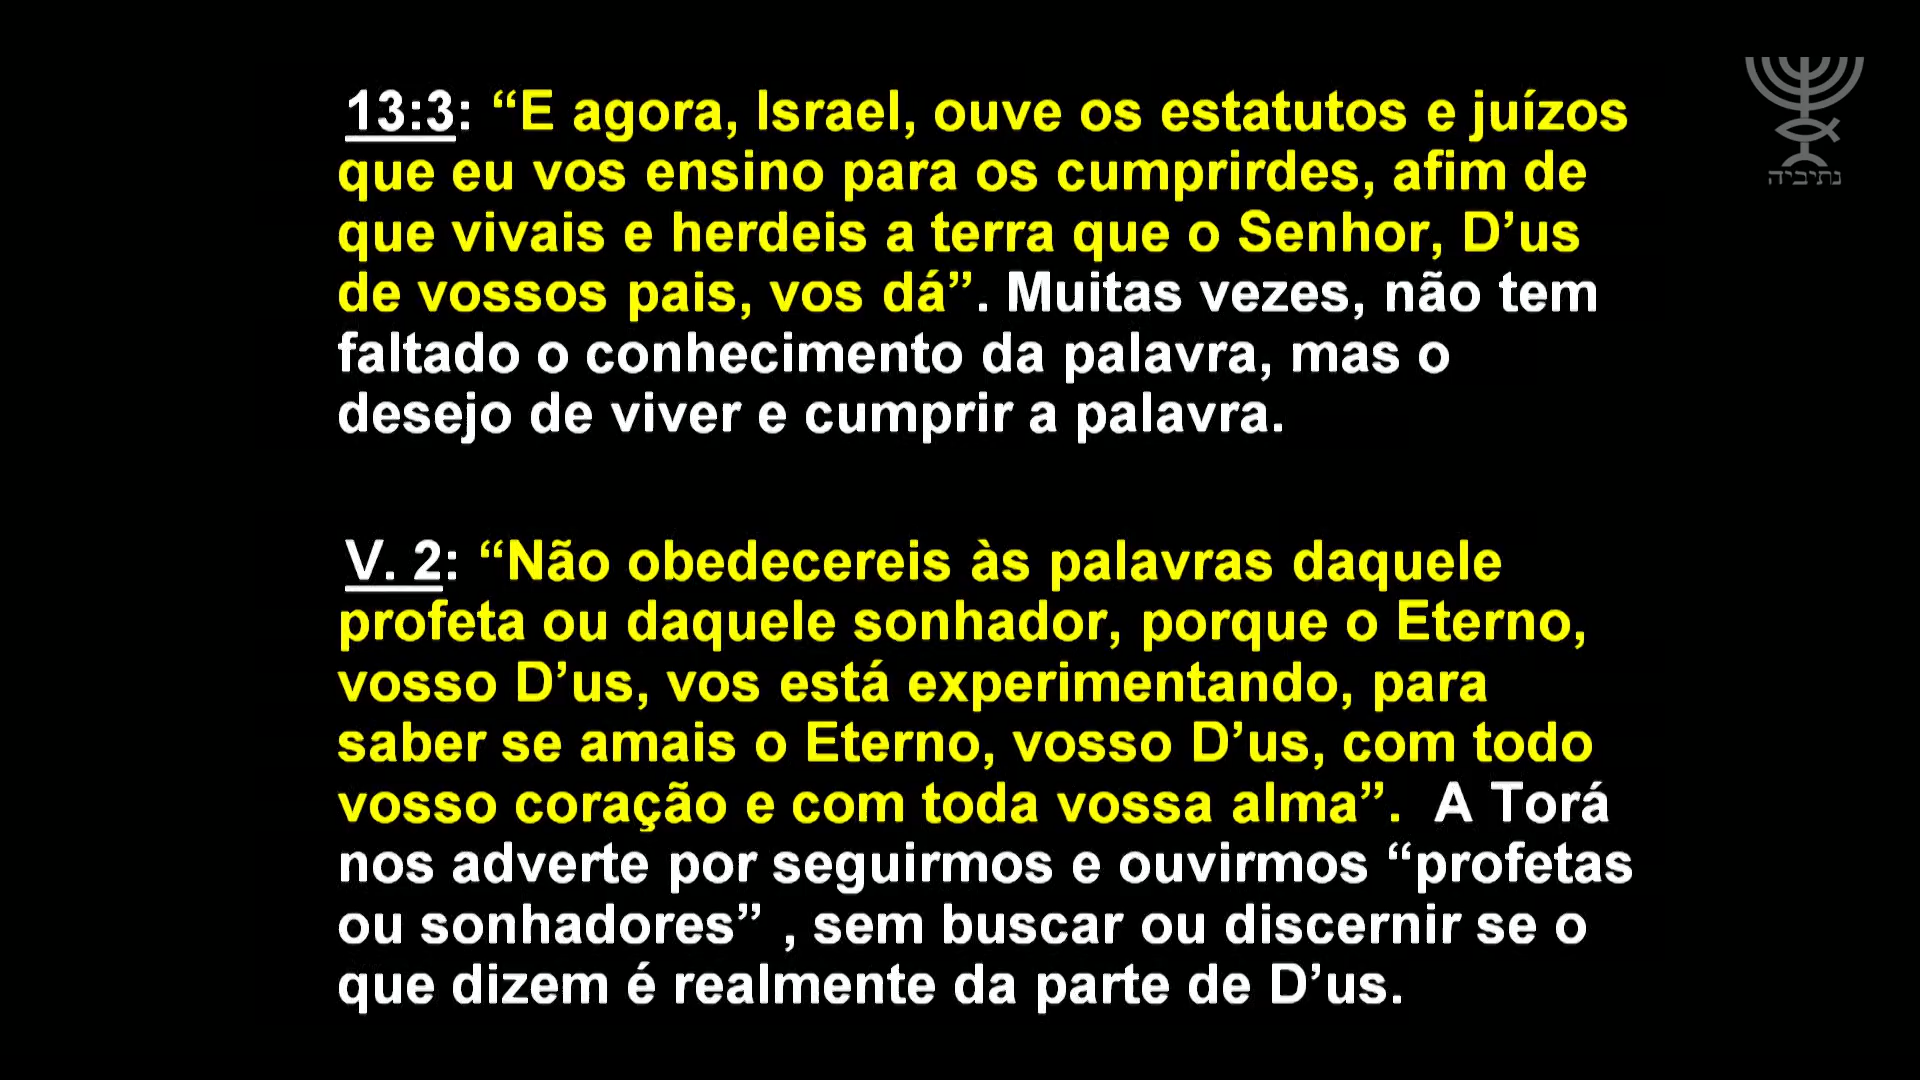 13:3: “E agora, Israel, ouve os estatutos e juízos
que eu vos ensino para os cumprirdes, afim de
que vivais e herdeis a terra que o Senhor, D’us
de vossos pais, vos dá”. Muitas vezes, não tem
faltado o conhecimento da palavra, mas o
desejo de viver e cumprir a palavra.
V. 2: “Não obedecereis às palavras daquele
profeta ou daquele sonhador, porque o Eterno,
vosso D’us, vos está experimentando, para
saber se amais o Eterno, vosso D’us, com todo
vosso coração e com toda vossa alma”.  A Torá
nos adverte por seguirmos e ouvirmos “profetas
ou sonhadores” , sem buscar ou discernir se o
que dizem é realmente da parte de D’us.
נתיביה